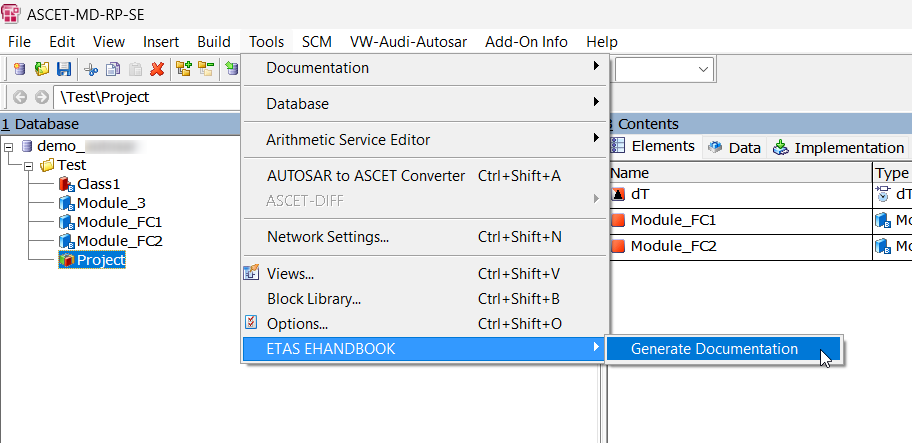 ASCET-MD-RP-SE
File Edit View Insert Build Tools SCM VW-Audi-Autosar Add-On Info Help
\Test\Project
1 Database
demo_
Test
Class1
Module_3
Module_FC1
Module_FC2
Project
Documentation
Database
Arithmetic Service Editor
AUTOSAR to ASCET Converter Ctrl+Shift+A
ASCET-DIFF
Network Settings... Ctrl+Shift+N
Views... Ctrl+Shift+V
Block Library... Ctrl+Shift+B
Options... Ctrl+Shift+O
ETAS EHANDBOOK
Generate Documentation
Contents
Elements Data Implementation
Name Type
dT dT
Module_FC1 Mo
Module_FC2 Mo